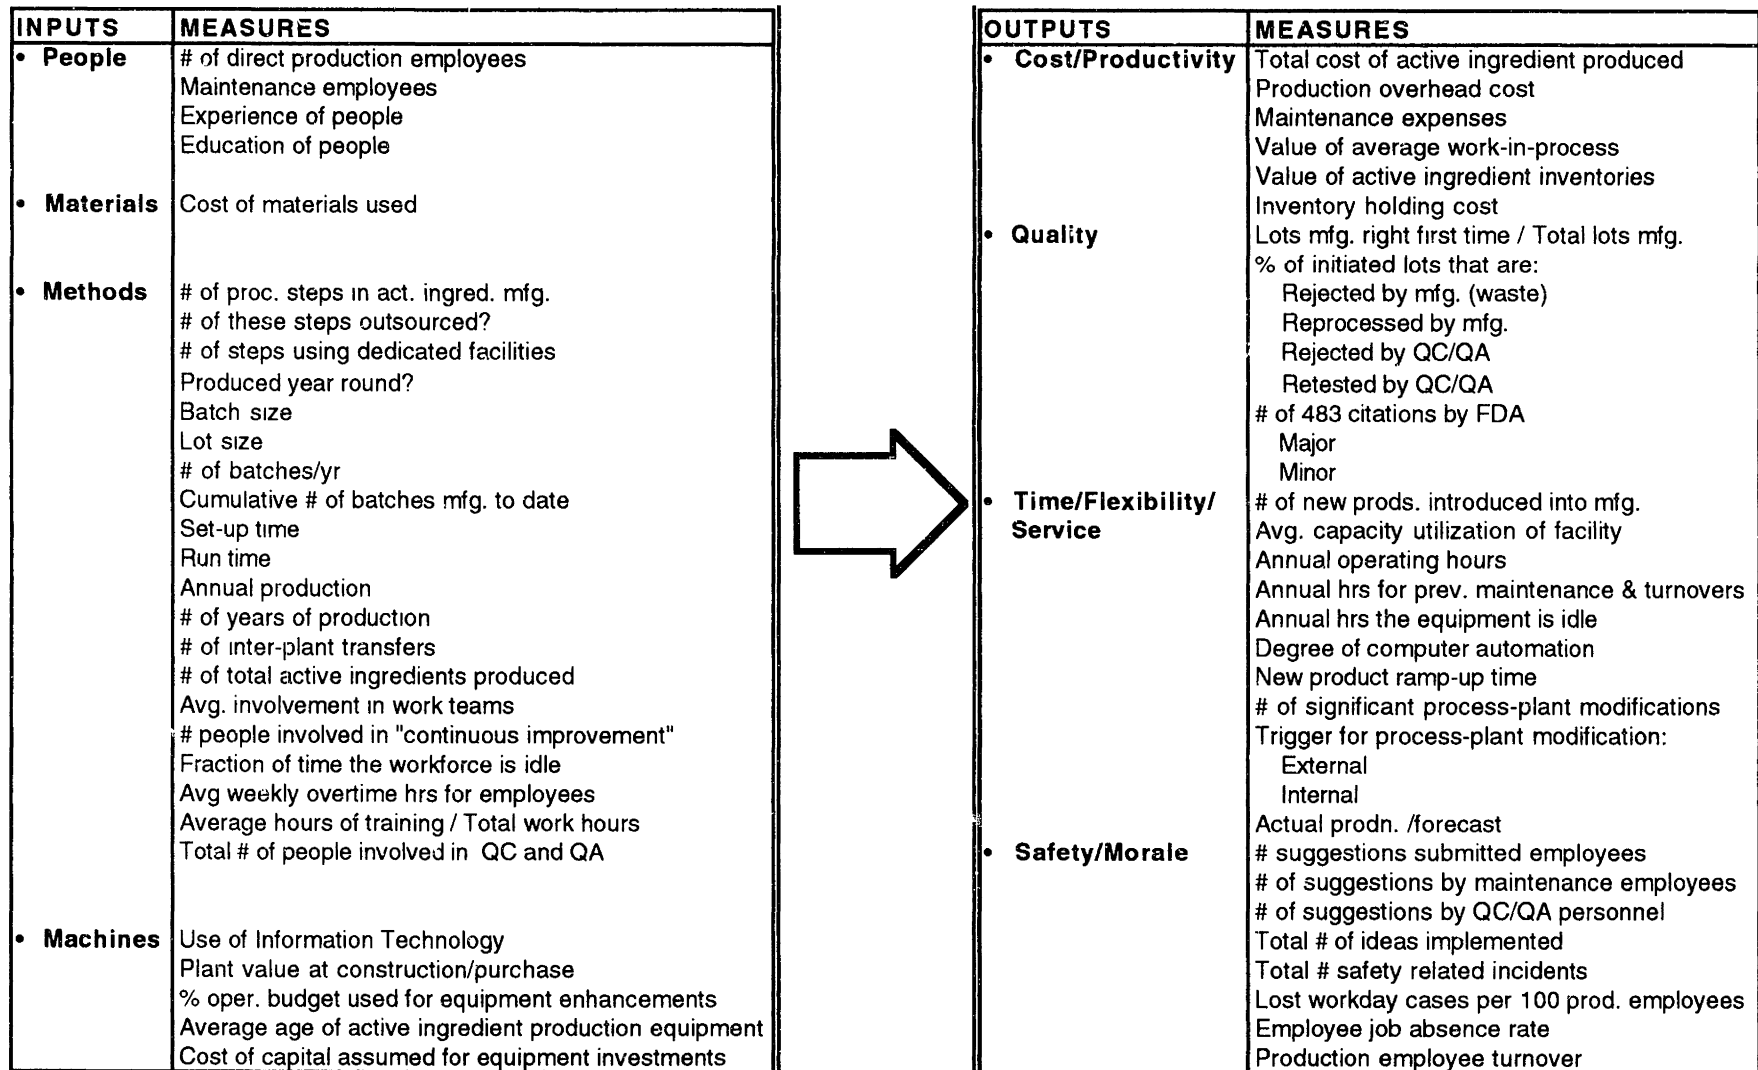 INPUTS MEASURES
• People # of direct production employees
Maintenance employees
Experience of people
Education of people
• Materials Cost of materials used
• Methods # of proc. steps in act. ingred. mfg.
# of these steps outsourced?
# of steps using dedicated facilities
Produced year round?
Batch size
Lot size
# of batches/yr
Cumulative # of batches mfg. to date
Set-up time
Run time
Annual production
# of years of production
# of inter-plant transfers
# of total active ingredients produced
Avg. involvement in work teams
# people involved in "continuous improvement"
Fraction of time the workforce is idle
Avg weekly overtime hrs for employees
Average hours of training / Total work hours
Total # of people involved in QC and QA
• Machines Use of Information Technology
Plant value at construction/purchase
% oper. budget used for equipment enhancements
Average age of active ingredient production equipment
Cost of capital assumed for equipment investments
OUTPUTS MEASURES
• Cost/Productivity Total cost of active ingredient produced
Production overhead cost
Maintenance expenses
Value of average work-in-process
Value of active ingredient inventories
Inventory holding cost
• Quality Lots mfg. right first time / Total lots mfg.
% of initiated lots that are:
Rejected by mfg. (waste)
Reprocessed by mfg.
Rejected by QC/QA
Retested by QC/QA
# of 483 citations by FDA
Major
Minor
• Time/Flexibility/ # of new prods. introduced into mfg.
Service Avg. capacity utilization of facility
Annual operating hours
Annual hrs for prev. maintenance & turnovers
Annual hrs the equipment is idle
Degree of computer automation
New product ramp-up time
# of significant process-plant modifications
Trigger for process-plant modification:
External
Internal
Actual prodn. /forecast
• Safety/Morale # suggestions submitted employees
# of suggestions by maintenance employees
# of suggestions by QC/QA personnel
Total # of ideas implemented
Total # safety related incidents
Lost workday cases per 100 prod. employees
Employee job absence rate
Production employee turnover